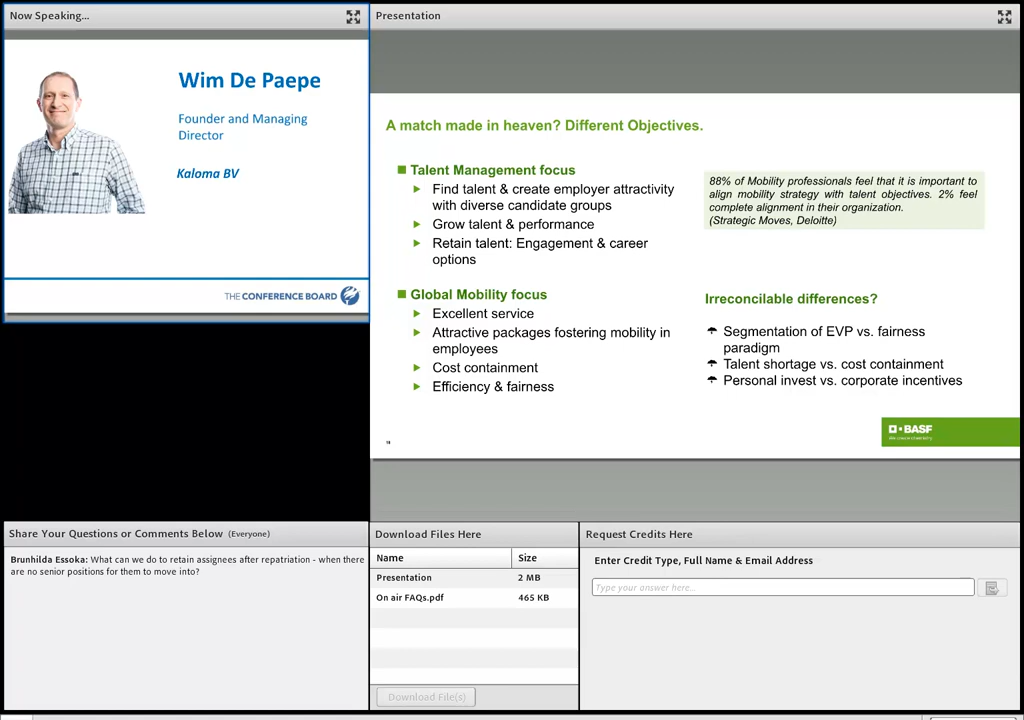 Now Speaking...
Wim De Paepe
Founder and Managing
Director
Kaloma BV
THE CONFERENCE BOARD
Presentation
A match made in heaven? Different Objectives.
Talent Management focus
Find talent & create employer attractivity
with diverse candidate groups
Grow talent & performance
Retain talent: Engagement & career
options
Global Mobility focus
Excellent service
Attractive packages fostering mobility in
employees
Cost containment
Efficiency & fairness
88% of Mobility professionals feel that it is important to
align mobility strategy with talent objectives. 2% feel
complete alignment in their organization.
(Strategic Moves, Deloitte)
Irreconcilable differences?
Segmentation of EVP vs. fairness
paradigm
Talent shortage vs. cost containment
Personal invest vs. corporate incentives
BASF
We create chemistry
Share Your Questions or Comments Below (Everyone)
Brunhilda Essoka: What can we do to retain assignees after repatriation - when there
are no senior positions for them to move into?
Download Files Here
Name Size
Presentation 2 MB
On air FAQs.pdf 465 KB
Download File(s)
Request Credits Here
Enter Credit Type, Full Name & Email Address
Type your answer here...